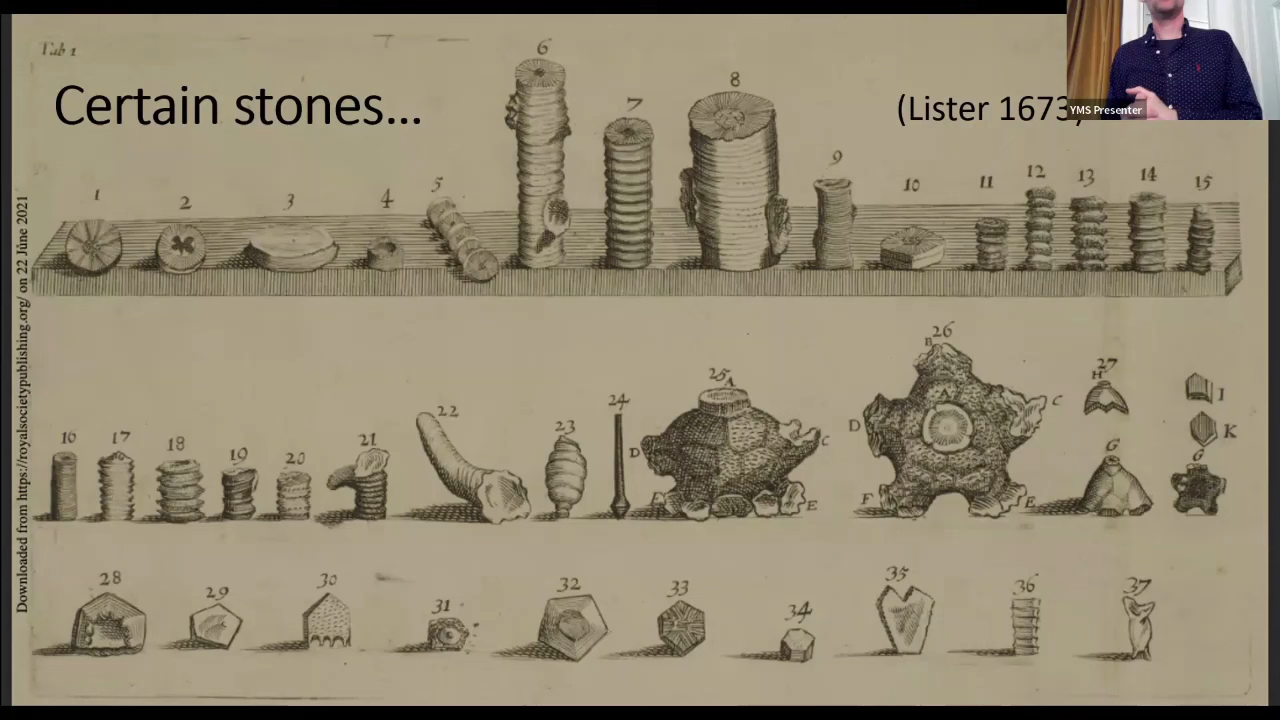 Tab 1
Certain stones...
(Lister 1673)
YMS Presenter
Downloaded from https://royalsocietypublishing.org/ on 22 June 2021
1 2 3 4 5 6 7 8 9 10 11 12 13 14 15
16 17 18 19 20 21 22 23 24 25 26 27
A D C E
B A D C F E
H G I K G
28 29 30 31 32 33 34 35 36 37